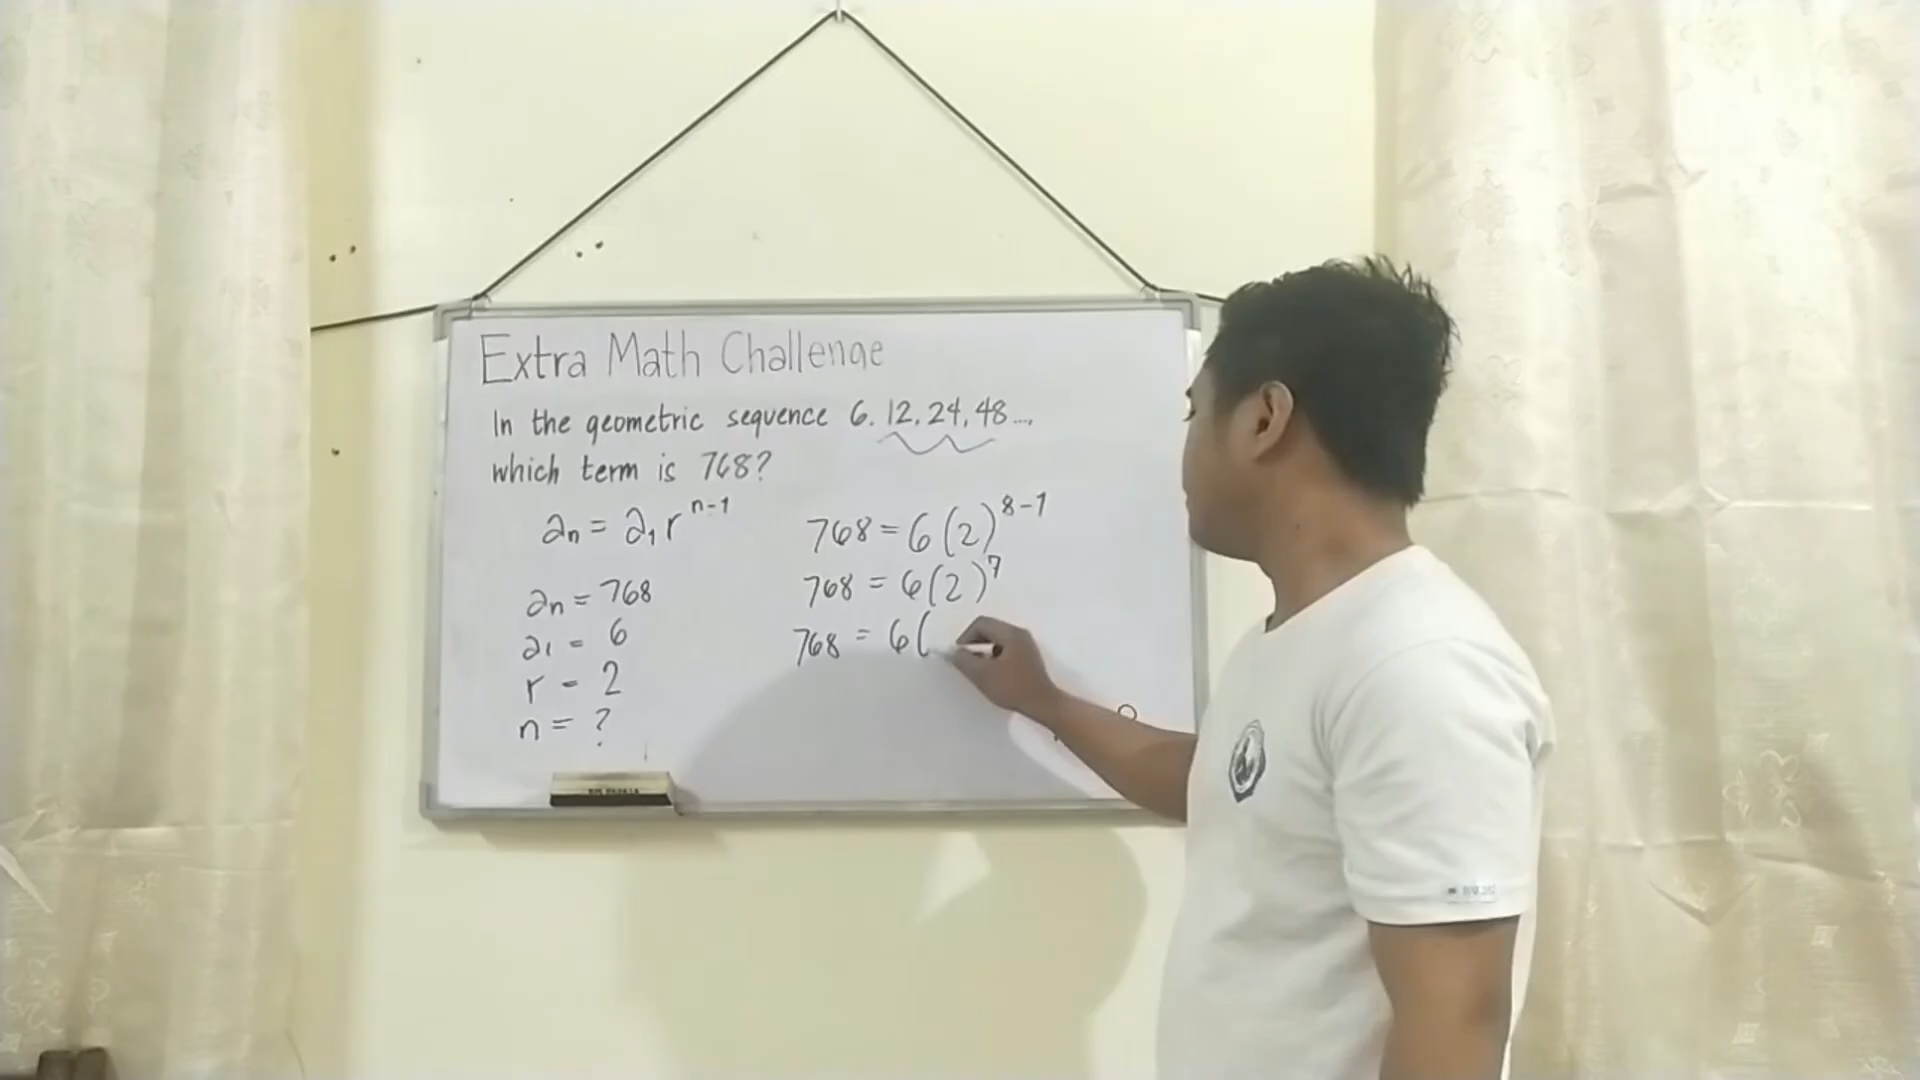 Extra Math Challenge
In the geometric sequence 6. 12, 24, 48 ....
which term is 768?
aₙ = a₁ r^(n-1)
aₙ = 768
a₁ = 6
r = 2
n = ?
768 = 6(2)^(8-1)
768 = 6(2)^7
768 = 6(